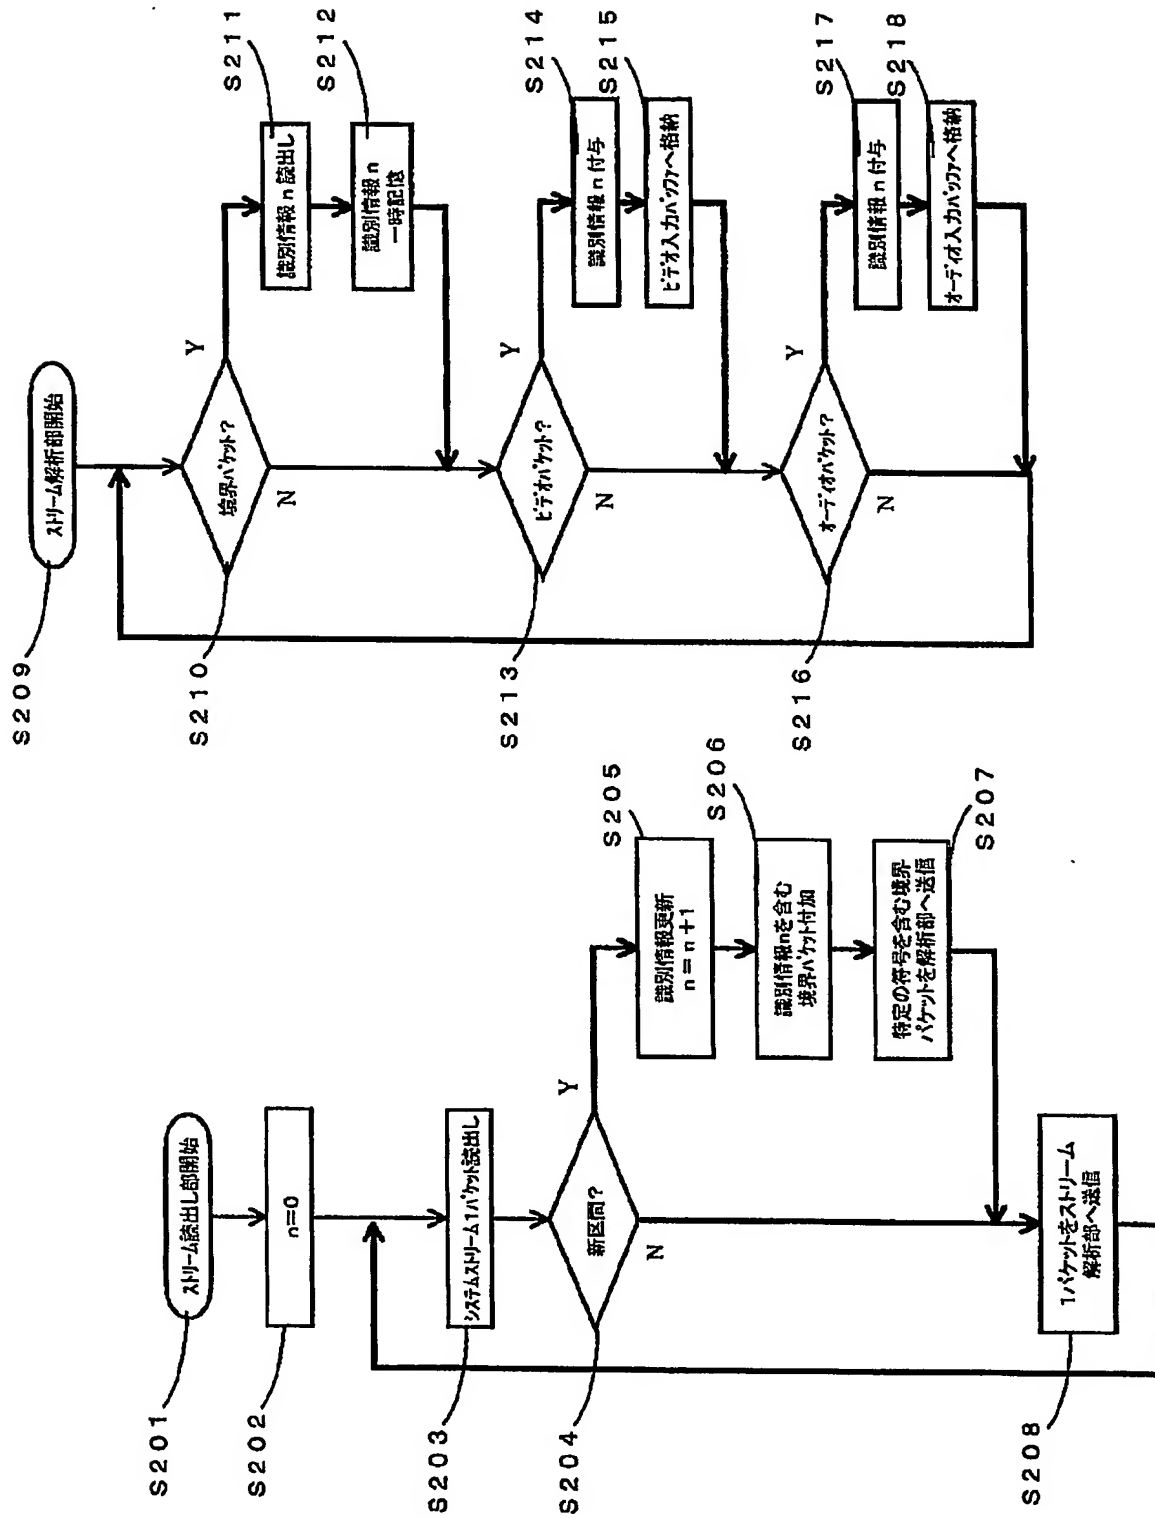 S201
ストリーム読出し部開始
S202
n=0
S203
システムストリーム1パケット読出し
S204
新区間?
Y
N
S205
識別情報更新
n=n+1
S206
識別情報nを含む
境界パケット付加
S207
特定の符号を含む境界
パケットを解析部へ送信
S208
1パケットをストリーム
解析部へ送信
S209
ストリーム解析部開始
S210
境界パケット?
Y
N
S211
識別情報n読出し
S212
識別情報n
一時記憶
S213
ビデオパケット?
Y
N
S214
識別情報n付与
S215
ビデオ入力バッファへ格納
S216
オーディオパケット?
Y
N
S217
識別情報n付与
S218
オーディオ入力バッファへ格納